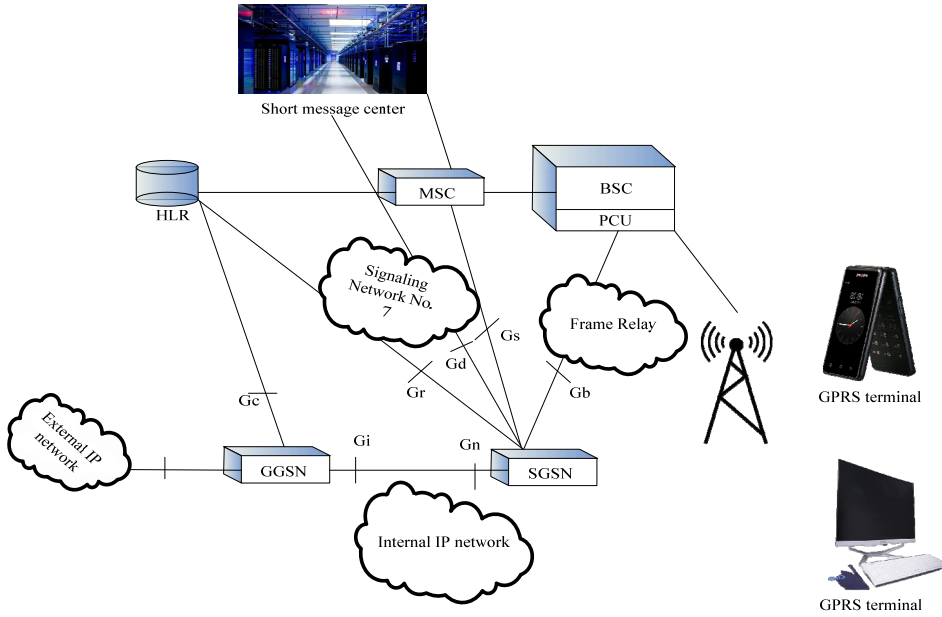 Short message center
HLR
MSC
BSC
PCU
Signaling
Network No.
7
Frame Relay
Gs
Gd
Gr
Gb
Gc
GPRS terminal
External IP
network
GGSN
Gi
Gn
SGSN
Internal IP network
GPRS terminal